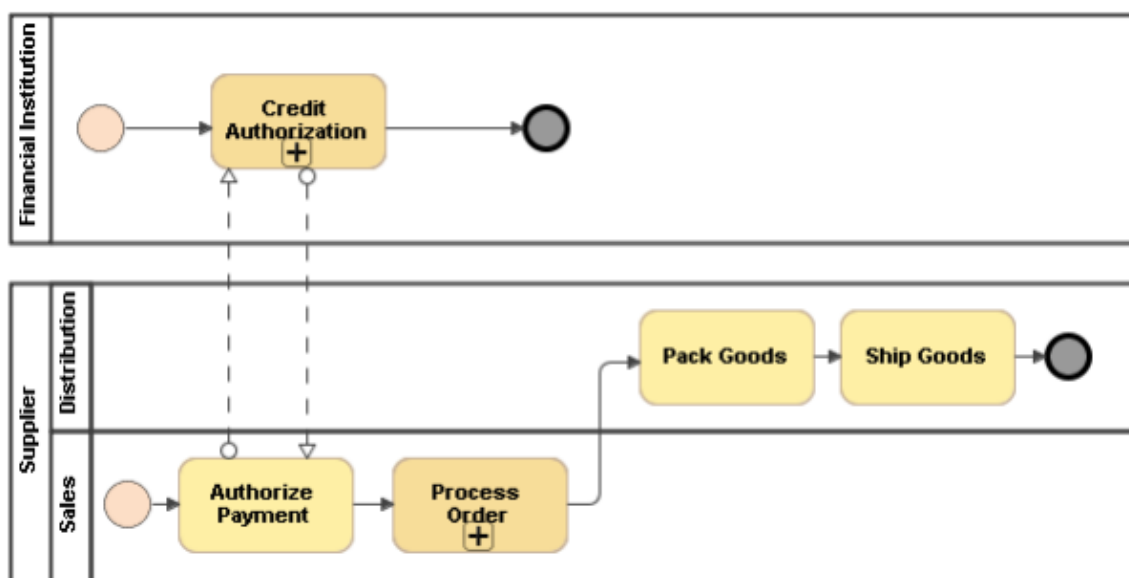 Financial Institution
Credit
Authorization
Supplier
Distribution
Pack Goods
Ship Goods
Sales
Authorize
Payment
Process
Order